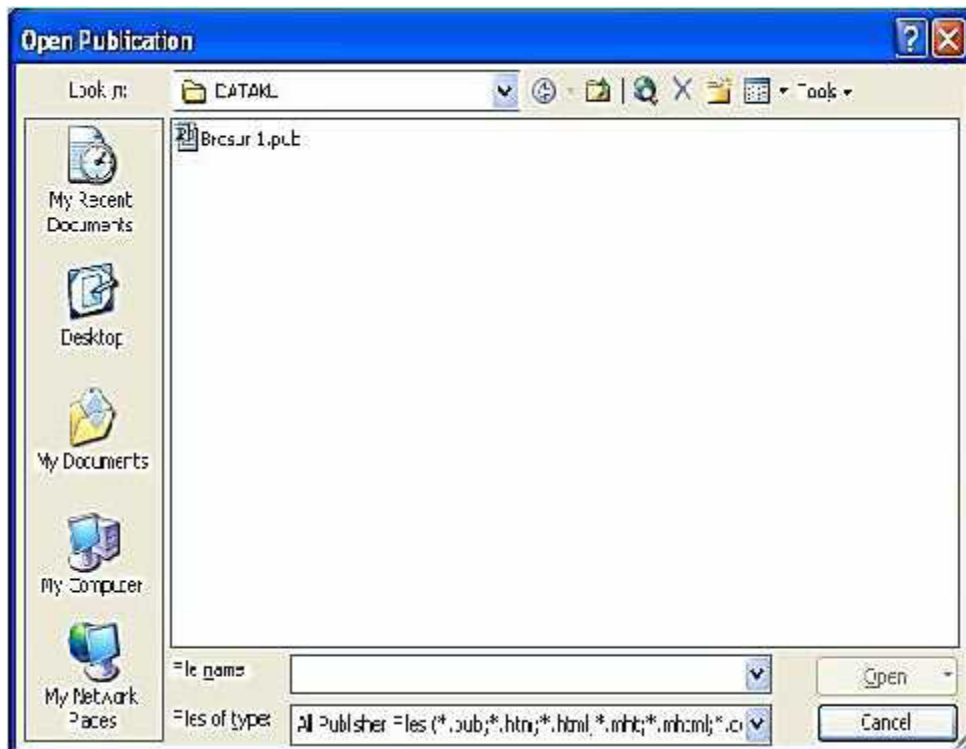 Open Publication
Look in:
DATAKU
Tools
Brosur 1.pub
My Recent
Documents
Desktop
My Documents
My Computer
My Network
Places
File name
Open
Files of type:
All Publisher Files (*.pub;*.htm;*.html;*.mht;*.mhtml;*.c
Cancel